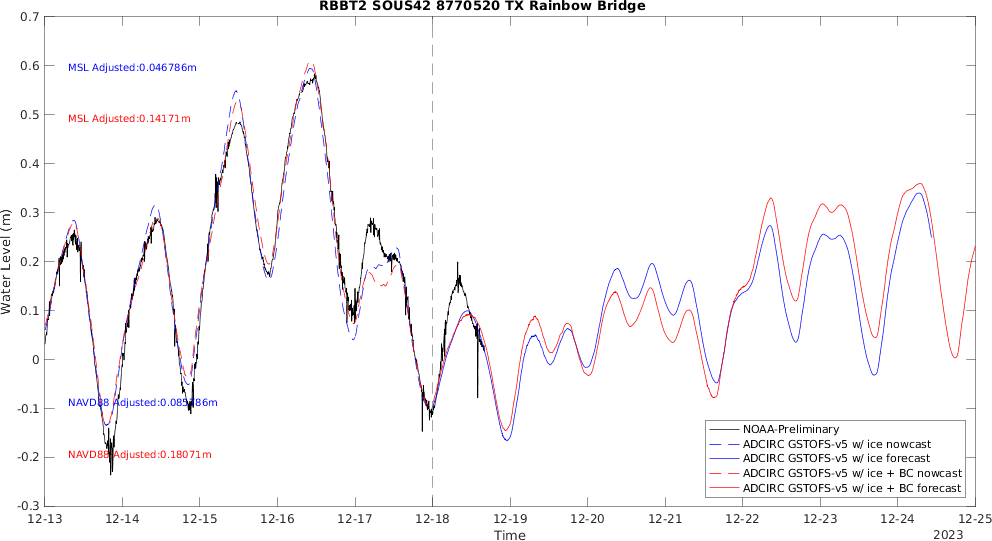 RBBT2 SOUS42 8770520 TX Rainbow Bridge
0.7
0.6
0.5
0.4
0.3
0.2
0.1
0
-0.1
-0.2
-0.3
Water Level (m)
MSL Adjusted:0.046786m
MSL Adjusted:0.14171m
NAVD88 Adjusted:0.085786m
NAVD88 Adjusted:0.18071m
NOAA-Preliminary
ADCIRC GSTOFS-v5 w/ ice nowcast
ADCIRC GSTOFS-v5 w/ ice forecast
ADCIRC GSTOFS-v5 w/ ice + BC nowcast
ADCIRC GSTOFS-v5 w/ ice + BC forecast
12-13 12-14 12-15 12-16 12-17 12-18 12-19 12-20 12-21 12-22 12-23 12-24 12-25
Time
2023